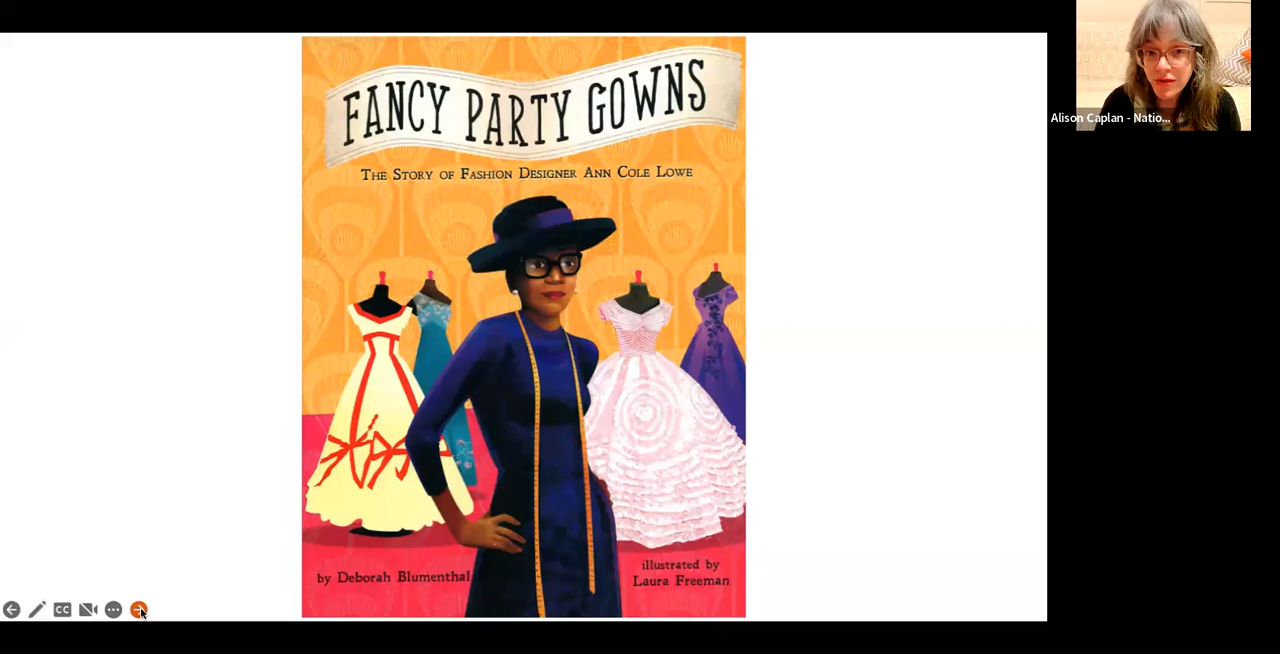 FANCY PARTY GOWNS
The Story of Fashion Designer Ann Cole Lowe
by Deborah Blumenthal
illustrated by
Laura Freeman
Alison Caplan - Natio...
CC